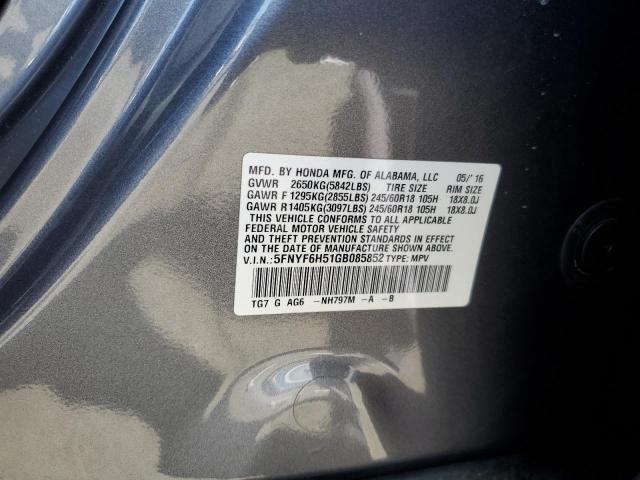 MFD. BY HONDA MFG. OF ALABAMA, LLC 05/'16
GVWR 2650KG(5842LBS) TIRE SIZE RIM SIZE
GAWR F 1295KG(2855LBS) 245/60R18 105H 18X8.0J
GAWR R1405KG(3097LBS) 245/60R18 105H 18X8.0J
THIS VEHICLE CONFORMS TO ALL APPLICABLE
FEDERAL MOTOR VEHICLE SAFETY, BUMPER,
AND THEFT PREVENTION STANDARDS IN EFFECT
ON THE DATE OF MANUFACTURE SHOWN ABOVE.
V.I.N.: 5FNYF6H51GB085852 TYPE: MPV
TG7 G AG6 -NH797M -A -B